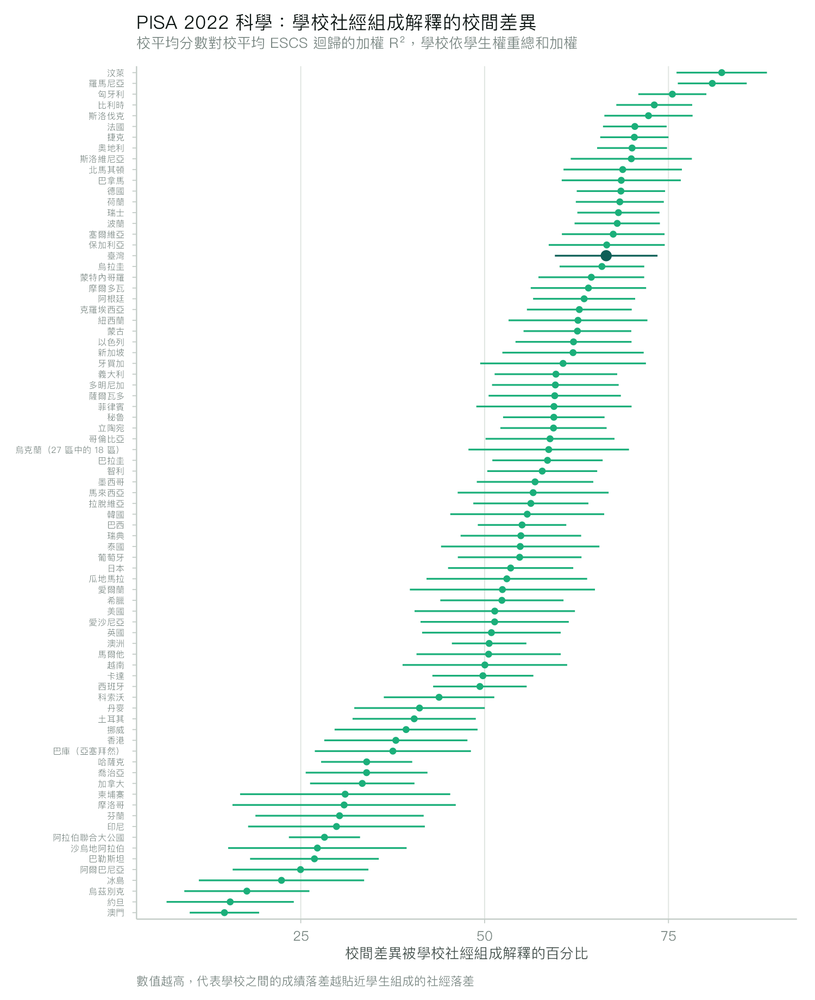 PISA 2022 科學：學校社經組成解釋的校間差異
校平均分數對校平均 ESCS 迴歸的加權 R²，學校依學生權重總和加權
汶萊
羅馬尼亞
匈牙利
比利時
斯洛伐克
法國
捷克
奧地利
斯洛維尼亞
北馬其頓
巴拿馬
德國
荷蘭
瑞士
波蘭
塞爾維亞
保加利亞
臺灣
烏拉圭
蒙特內哥羅
摩爾多瓦
阿根廷
克羅埃西亞
紐西蘭
蒙古
以色列
新加坡
牙買加
義大利
多明尼加
薩爾瓦多
菲律賓
秘魯
立陶宛
哥倫比亞
烏克蘭（27 區中的 18 區）
巴拉圭
智利
墨西哥
馬來西亞
拉脫維亞
韓國
巴西
瑞典
泰國
葡萄牙
日本
瓜地馬拉
愛爾蘭
希臘
美國
愛沙尼亞
英國
澳洲
馬爾他
越南
卡達
西班牙
科索沃
丹麥
土耳其
挪威
香港
巴庫（亞塞拜然）
哈薩克
喬治亞
加拿大
柬埔寨
摩洛哥
芬蘭
印尼
阿拉伯聯合大公國
沙烏地阿拉伯
巴勒斯坦
阿爾巴尼亞
冰島
烏茲別克
約旦
澳門
25 50 75
校間差異被學校社經組成解釋的百分比
數值越高，代表學校之間的成績落差越貼近學生組成的社經落差